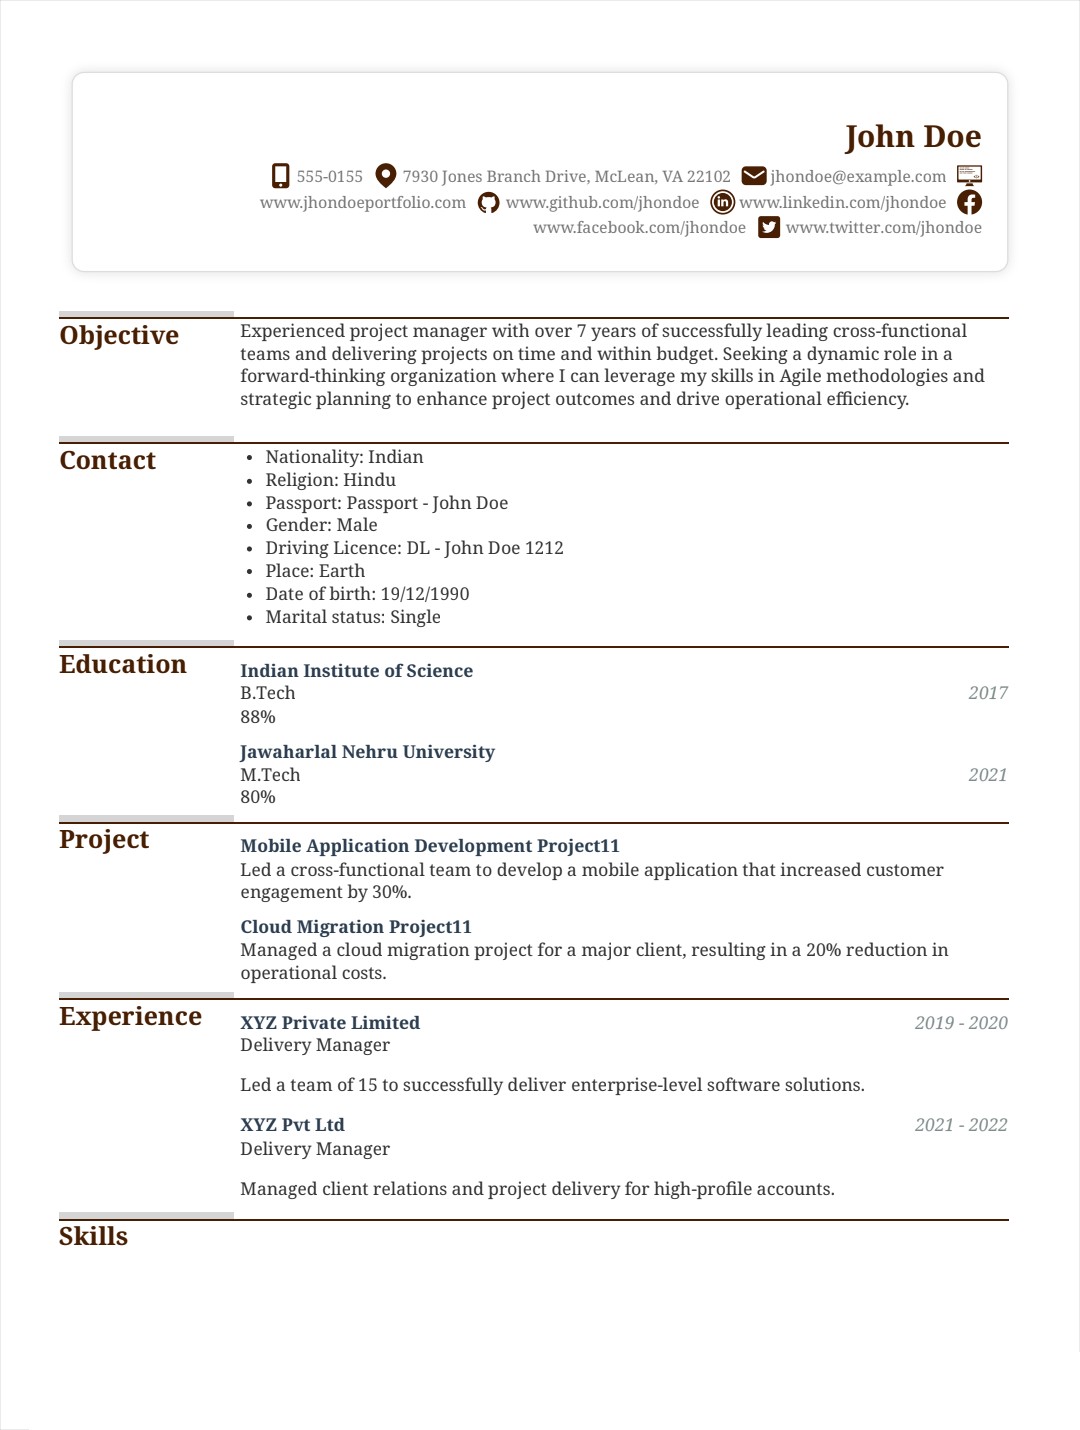 John Doe
555-0155 7930 Jones Branch Drive, McLean, VA 22102 jhondoe@example.com
www.jhondoeportfolio.com www.github.com/jhondoe www.linkedin.com/jhondoe
www.facebook.com/jhondoe www.twitter.com/jhondoe
Objective
Experienced project manager with over 7 years of successfully leading cross-functional
teams and delivering projects on time and within budget. Seeking a dynamic role in a
forward-thinking organization where I can leverage my skills in Agile methodologies and
strategic planning to enhance project outcomes and drive operational efficiency.
Contact
• Nationality: Indian
• Religion: Hindu
• Passport: Passport - John Doe
• Gender: Male
• Driving Licence: DL - John Doe 1212
• Place: Earth
• Date of birth: 19/12/1990
• Marital status: Single
Education
Indian Institute of Science
B.Tech 2017
88%
Jawaharlal Nehru University
M.Tech 2021
80%
Project
Mobile Application Development Project11
Led a cross-functional team to develop a mobile application that increased customer
engagement by 30%.
Cloud Migration Project11
Managed a cloud migration project for a major client, resulting in a 20% reduction in
operational costs.
Experience
XYZ Private Limited 2019 - 2020
Delivery Manager
Led a team of 15 to successfully deliver enterprise-level software solutions.
XYZ Pvt Ltd 2021 - 2022
Delivery Manager
Managed client relations and project delivery for high-profile accounts.
Skills